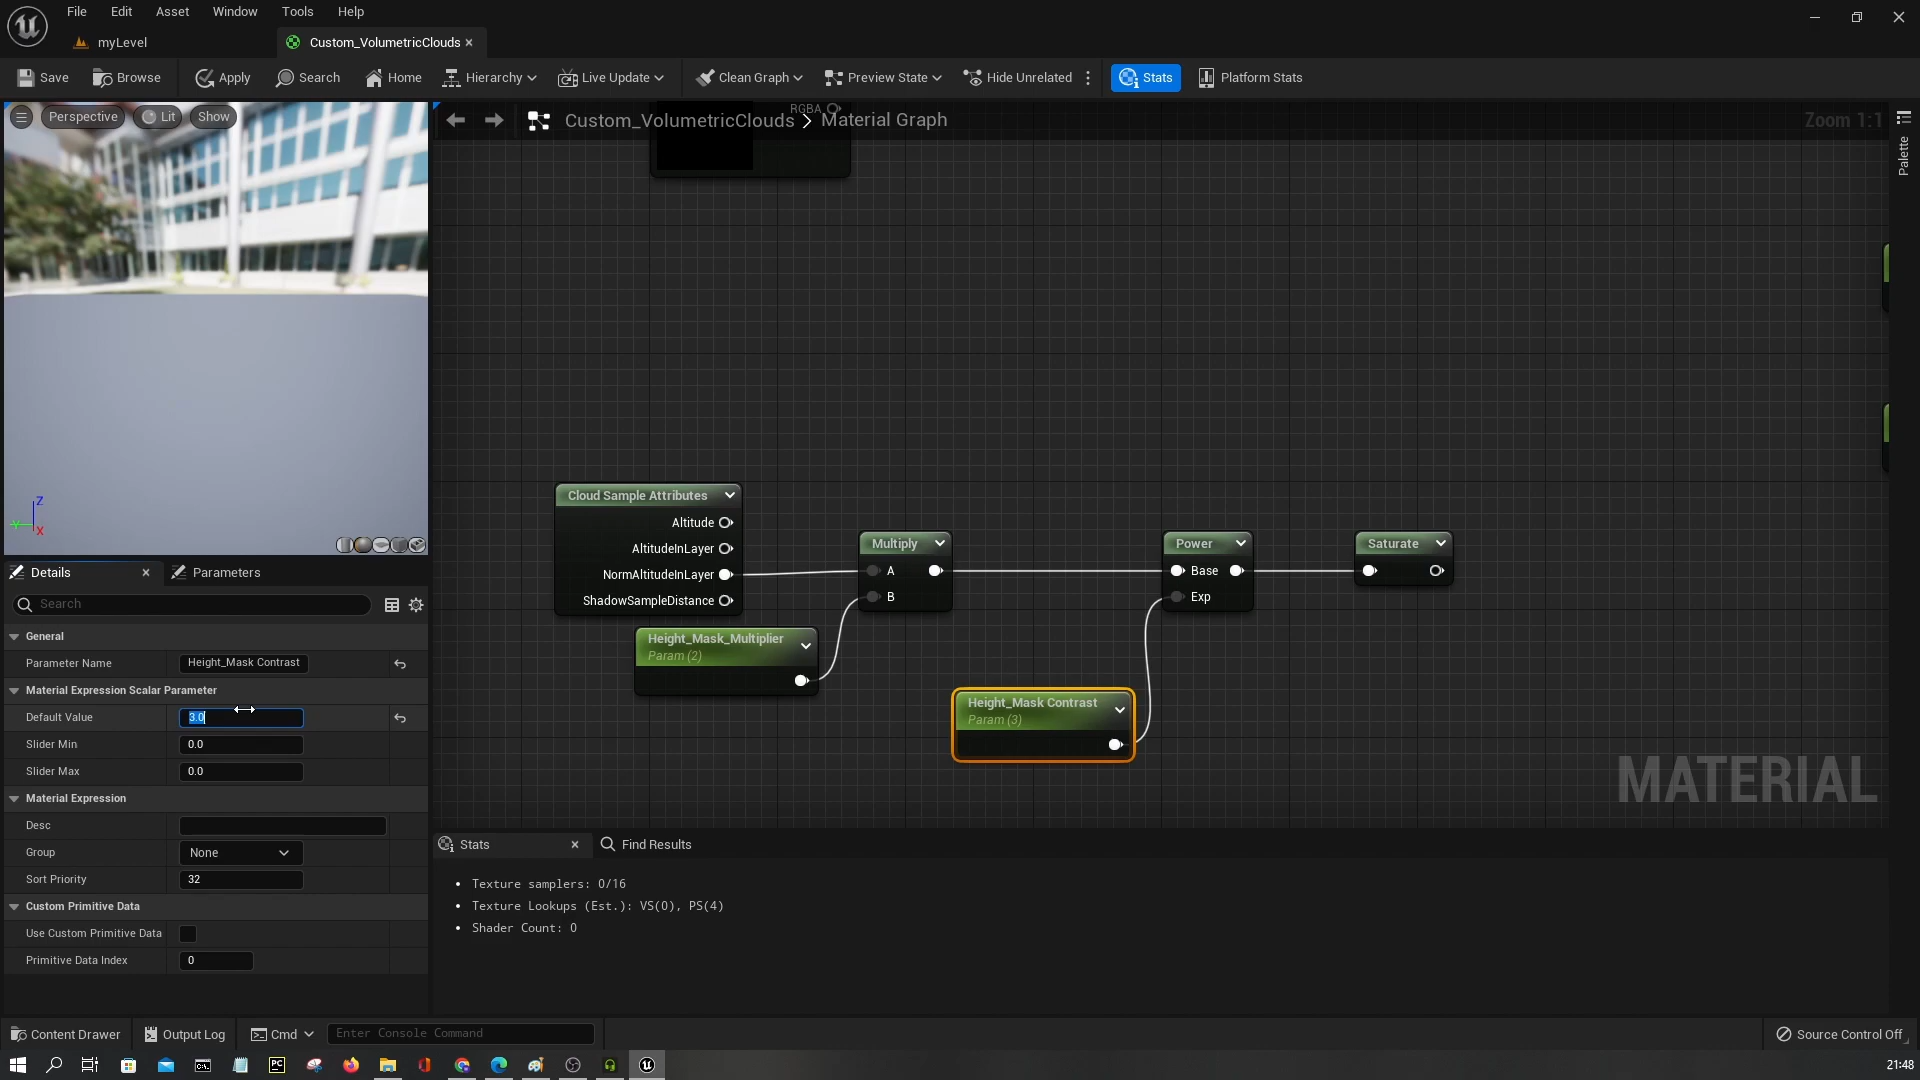 File Edit Asset Window Tools Help
myLevel
Custom_VolumetricClouds
Save Browse Apply Search Home Hierarchy Live Update Clean Graph Preview State Hide Unrelated Stats Platform Stats
Perspective Lit Show
Custom_VolumetricClouds > Material Graph
Zoom 1:1
Palette
RGBA
Cloud Sample Attributes
Altitude
AltitudeInLayer
NormAltitudeInLayer
ShadowSampleDistance
Multiply
A
B
Power
Base
Exp
Saturate
Height_Mask_Multiplier
Param (2)
Height_Mask Contrast
Param (3)
MATERIAL
Z
Y
X
Details Parameters
Search
General
Parameter Name Height_Mask Contrast
Material Expression Scalar Parameter
Default Value 3.0
Slider Min 0.0
Slider Max 0.0
Material Expression
Desc
Group None
Sort Priority 32
Custom Primitive Data
Use Custom Primitive Data
Primitive Data Index 0
Stats Find Results
• Texture samplers: 0/16
• Texture Lookups (Est.): VS(0), PS(4)
• Shader Count: 0
Content Drawer Output Log Cmd Enter Console Command Source Control Off
PC
21:48